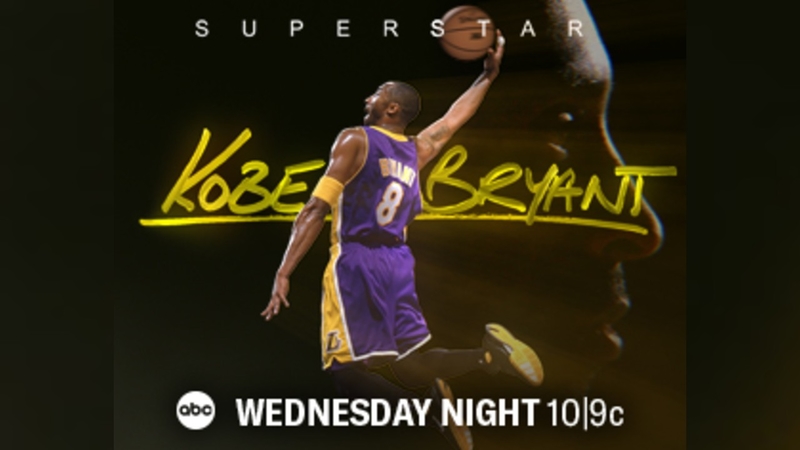 SUPERSTAR
KOBE BRYANT
BRYANT
8
abc WEDNESDAY NIGHT 10|9c